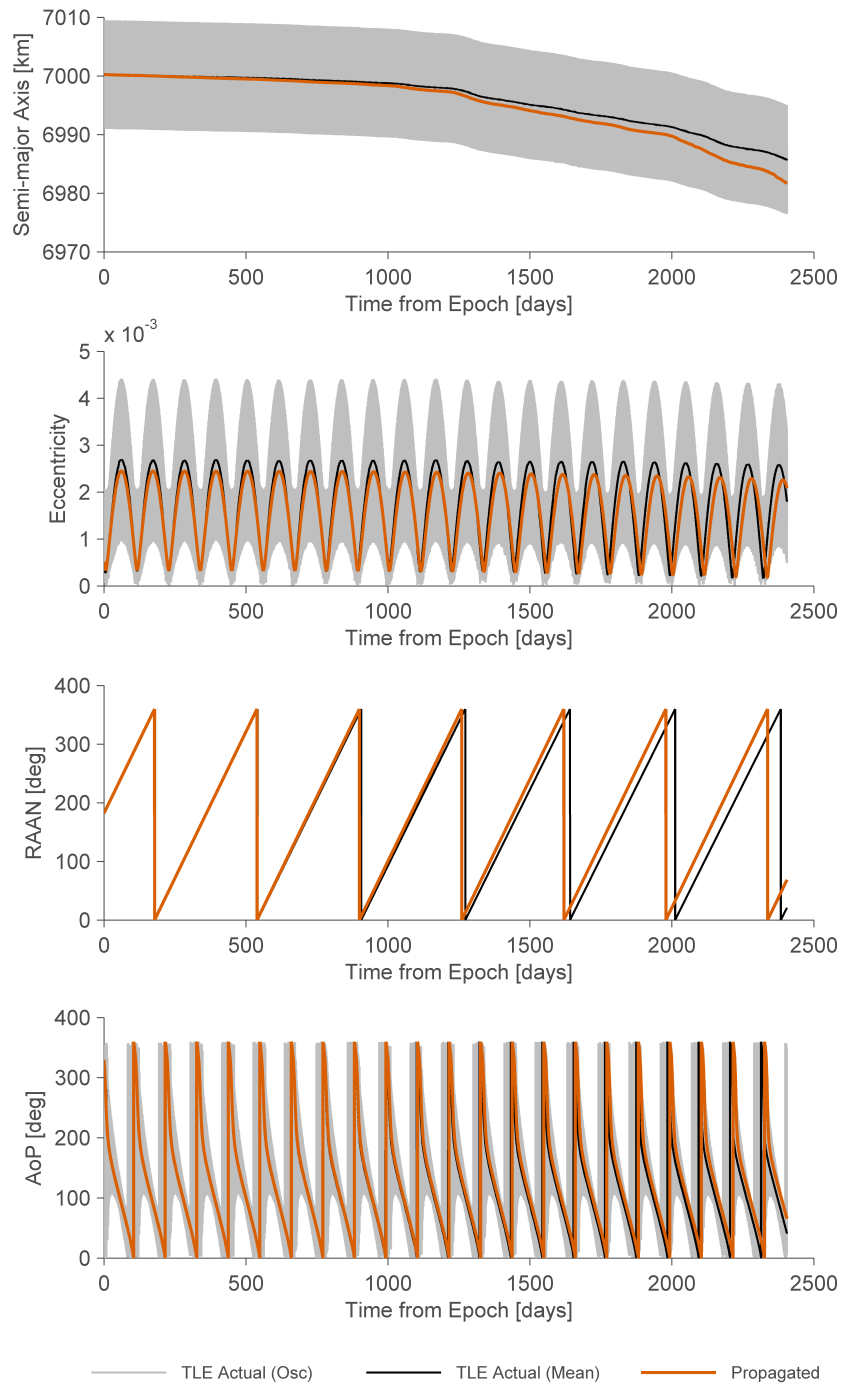 7010
7000
6990
6980
6970
Semi-major Axis [km]
0 500 1000 1500 2000 2500
Time from Epoch [days]
x 10-3
5
4
3
2
1
0
Eccentricity
0 500 1000 1500 2000 2500
Time from Epoch [days]
400
300
200
100
0
RAAN [deg]
0 500 1000 1500 2000 2500
Time from Epoch [days]
400
300
200
100
0
AoP [deg]
0 500 1000 1500 2000 2500
Time from Epoch [days]
TLE Actual (Osc) TLE Actual (Mean) Propagated